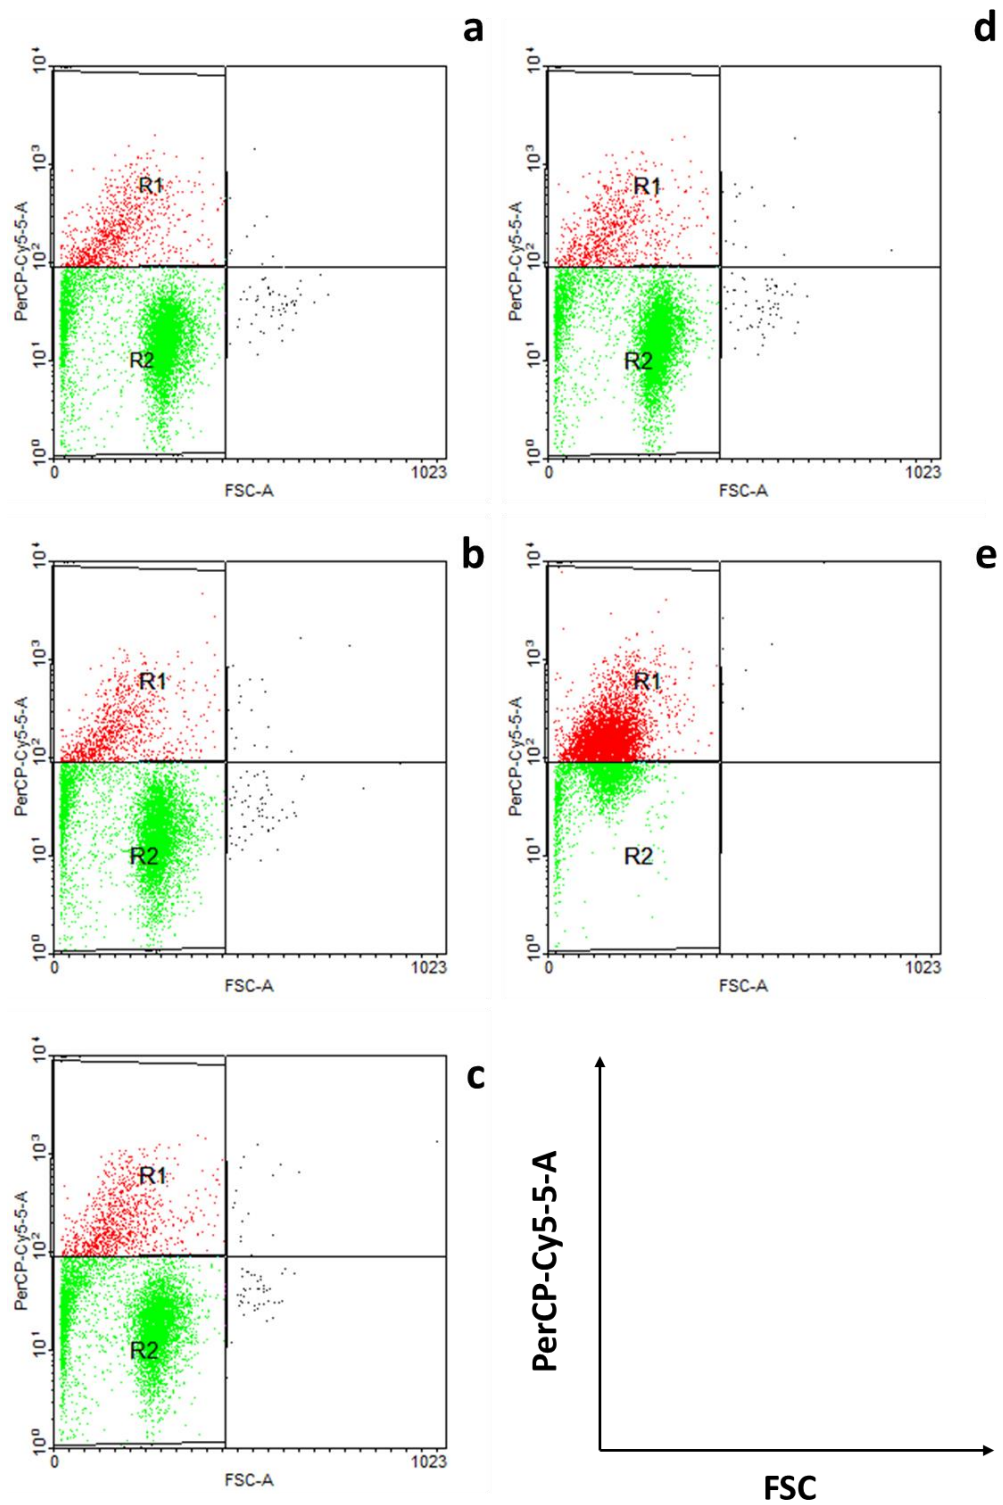 a
10⁴
10³
10²
10¹
10⁰
PerCP-Cy5-5-A
R1
R2
0
1023
FSC-A
d
10⁴
10³
10²
10¹
10⁰
PerCP-Cy5-5-A
R1
R2
0
1023
FSC-A
b
10⁴
10³
10²
10¹
10⁰
PerCP-Cy5-5-A
R1
R2
0
1023
FSC-A
e
10⁴
10³
10²
10¹
10⁰
PerCP-Cy5-5-A
R1
R2
0
1023
FSC-A
c
10⁴
10³
10²
10¹
10⁰
PerCP-Cy5-5-A
R1
R2
0
1023
FSC-A
PerCP-Cy5-5-A
FSC